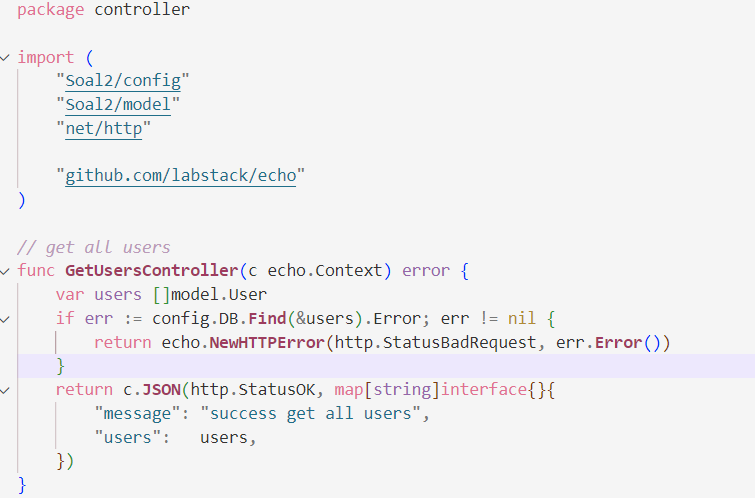 package controller
import (
"Soal2/config"
"Soal2/model"
"net/http"
"github.com/labstack/echo"
)
// get all users
func GetUsersController(c echo.Context) error {
var users []model.User
if err := config.DB.Find(&users).Error; err != nil {
return echo.NewHTTPError(http.StatusBadRequest, err.Error())
}
return c.JSON(http.StatusOK, map[string]interface{}{
"message": "success get all users",
"users":   users,
})
}